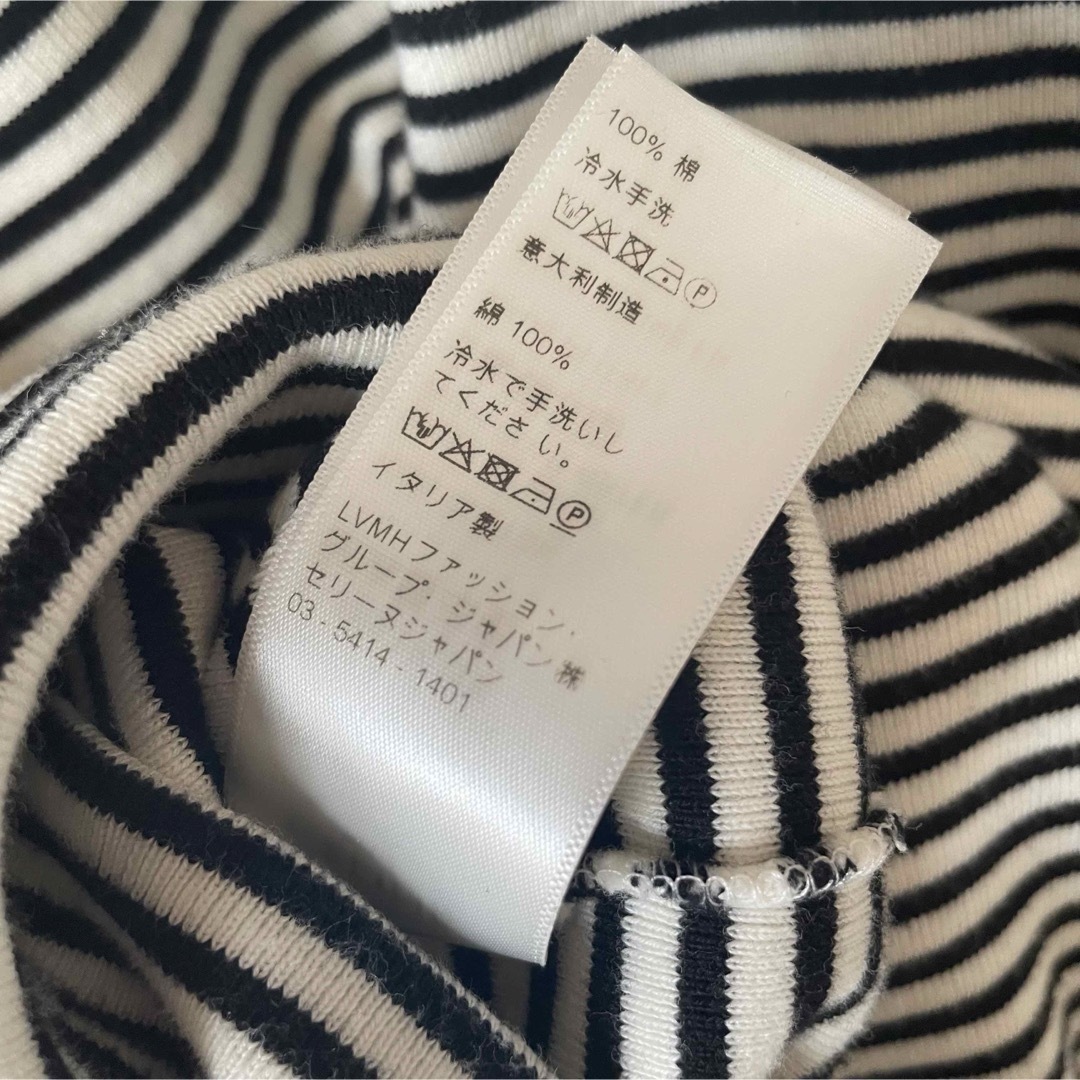 100% 棉
冷水手洗
P
意大利制造
綿 100%
冷水で手洗いし
てください。
P
イタリア製
LVMHファッション・
グループ・ジャパン株
セリーヌジャパン
03 - 5414 - 1401